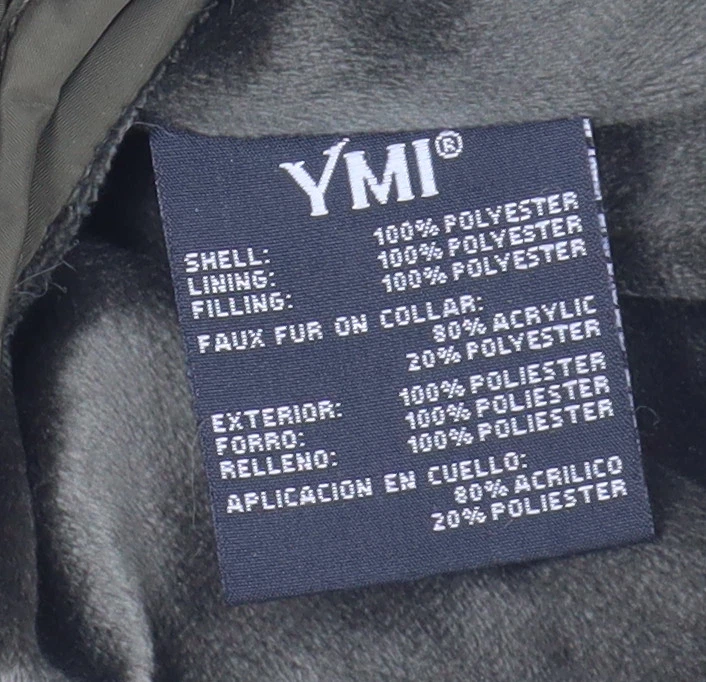 YMI®
SHELL: 100% POLYESTER
LINING: 100% POLYESTER
FILLING: 100% POLYESTER
FAUX FUR ON COLLAR:
80% ACRYLIC
20% POLYESTER
EXTERIOR: 100% POLIESTER
FORRO: 100% POLIESTER
RELLENO: 100% POLIESTER
APLICACION EN CUELLO:
80% ACRILICO
20% POLIESTER